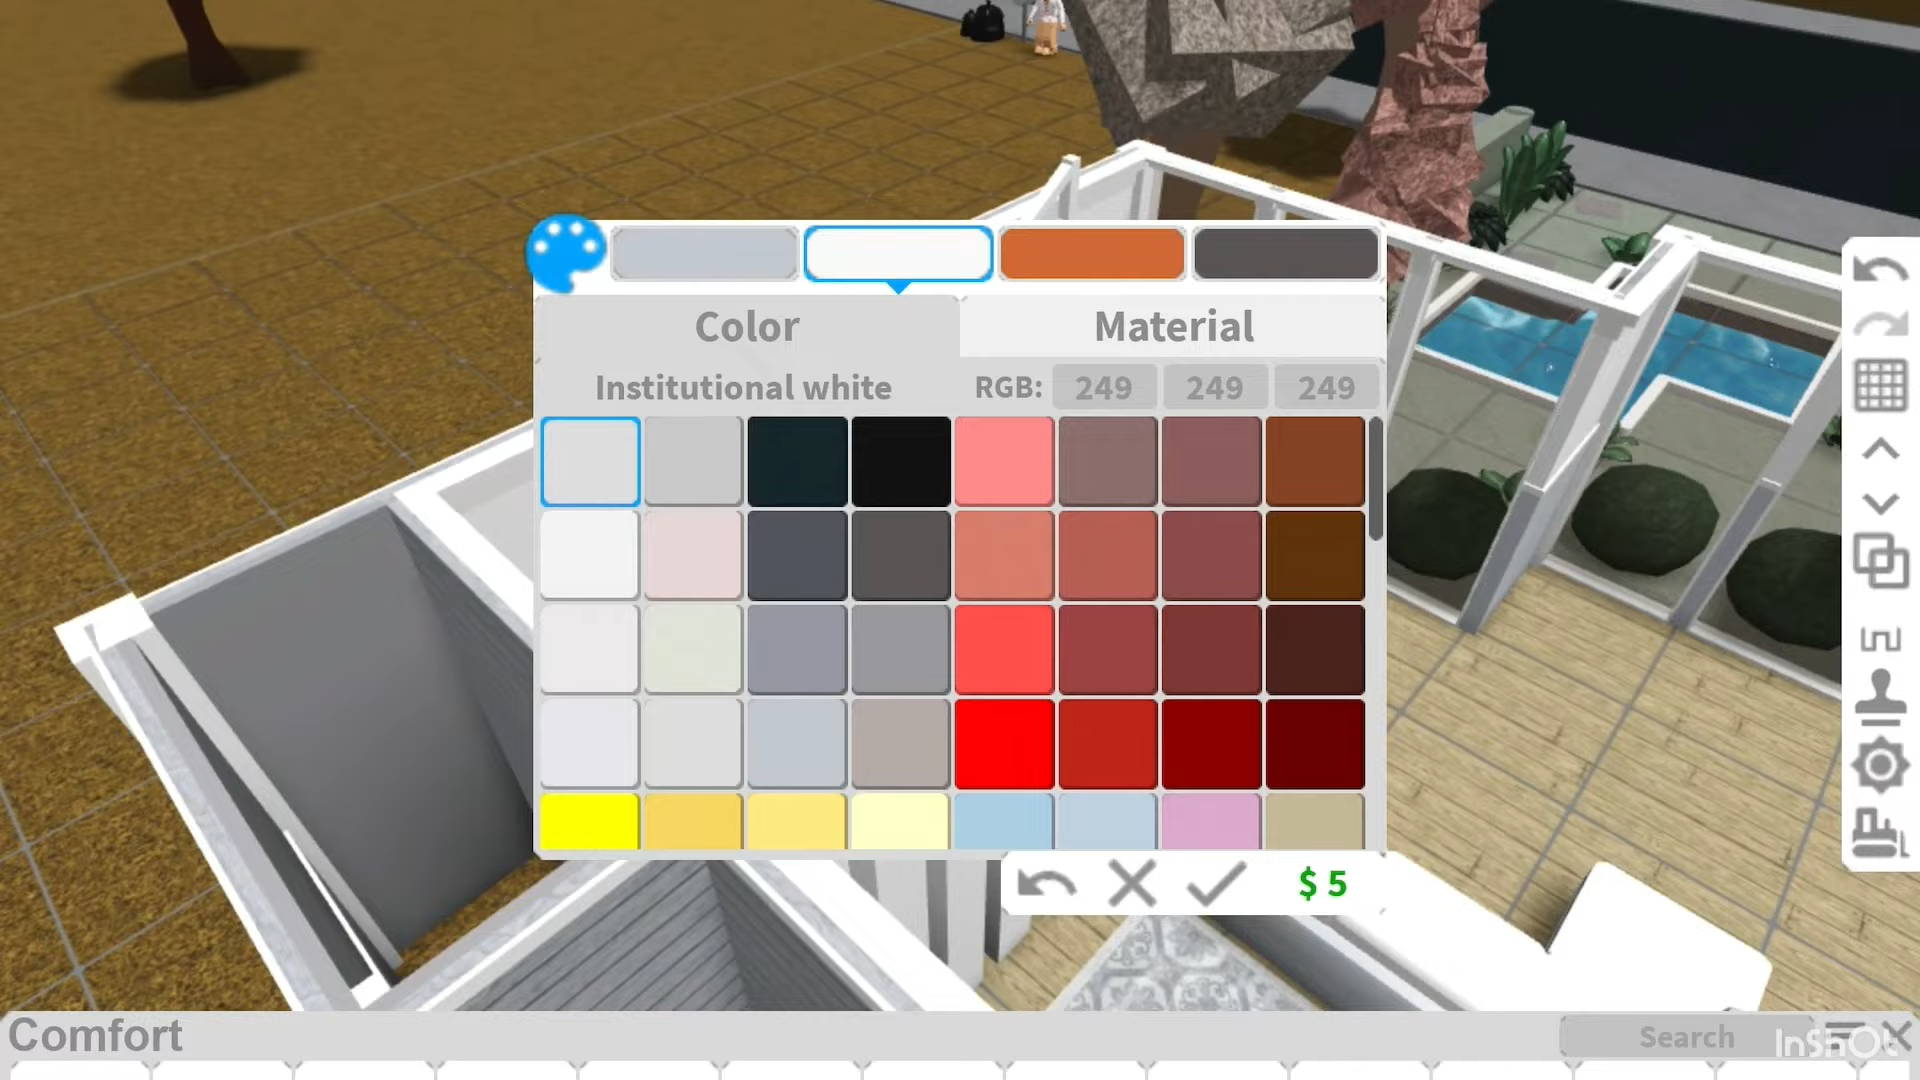 Color
Material
Institutional white
RGB: 249 249 249
$ 5
Comfort
Search
InShOt